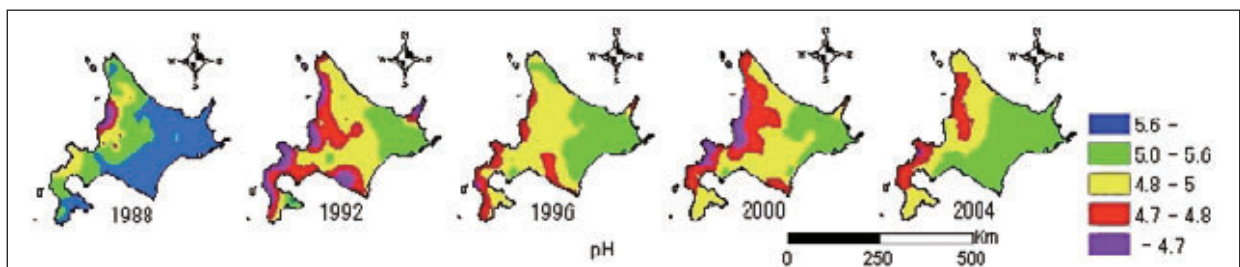 N
W E
S
1988
N
W E
S
1992
N
W E
S
1996
N
W E
S
2000
N
W E
S
2004
pH
Km
0 250 500
5.6 -
5.0 - 5.6
4.8 - 5
4.7 - 4.8
- 4.7